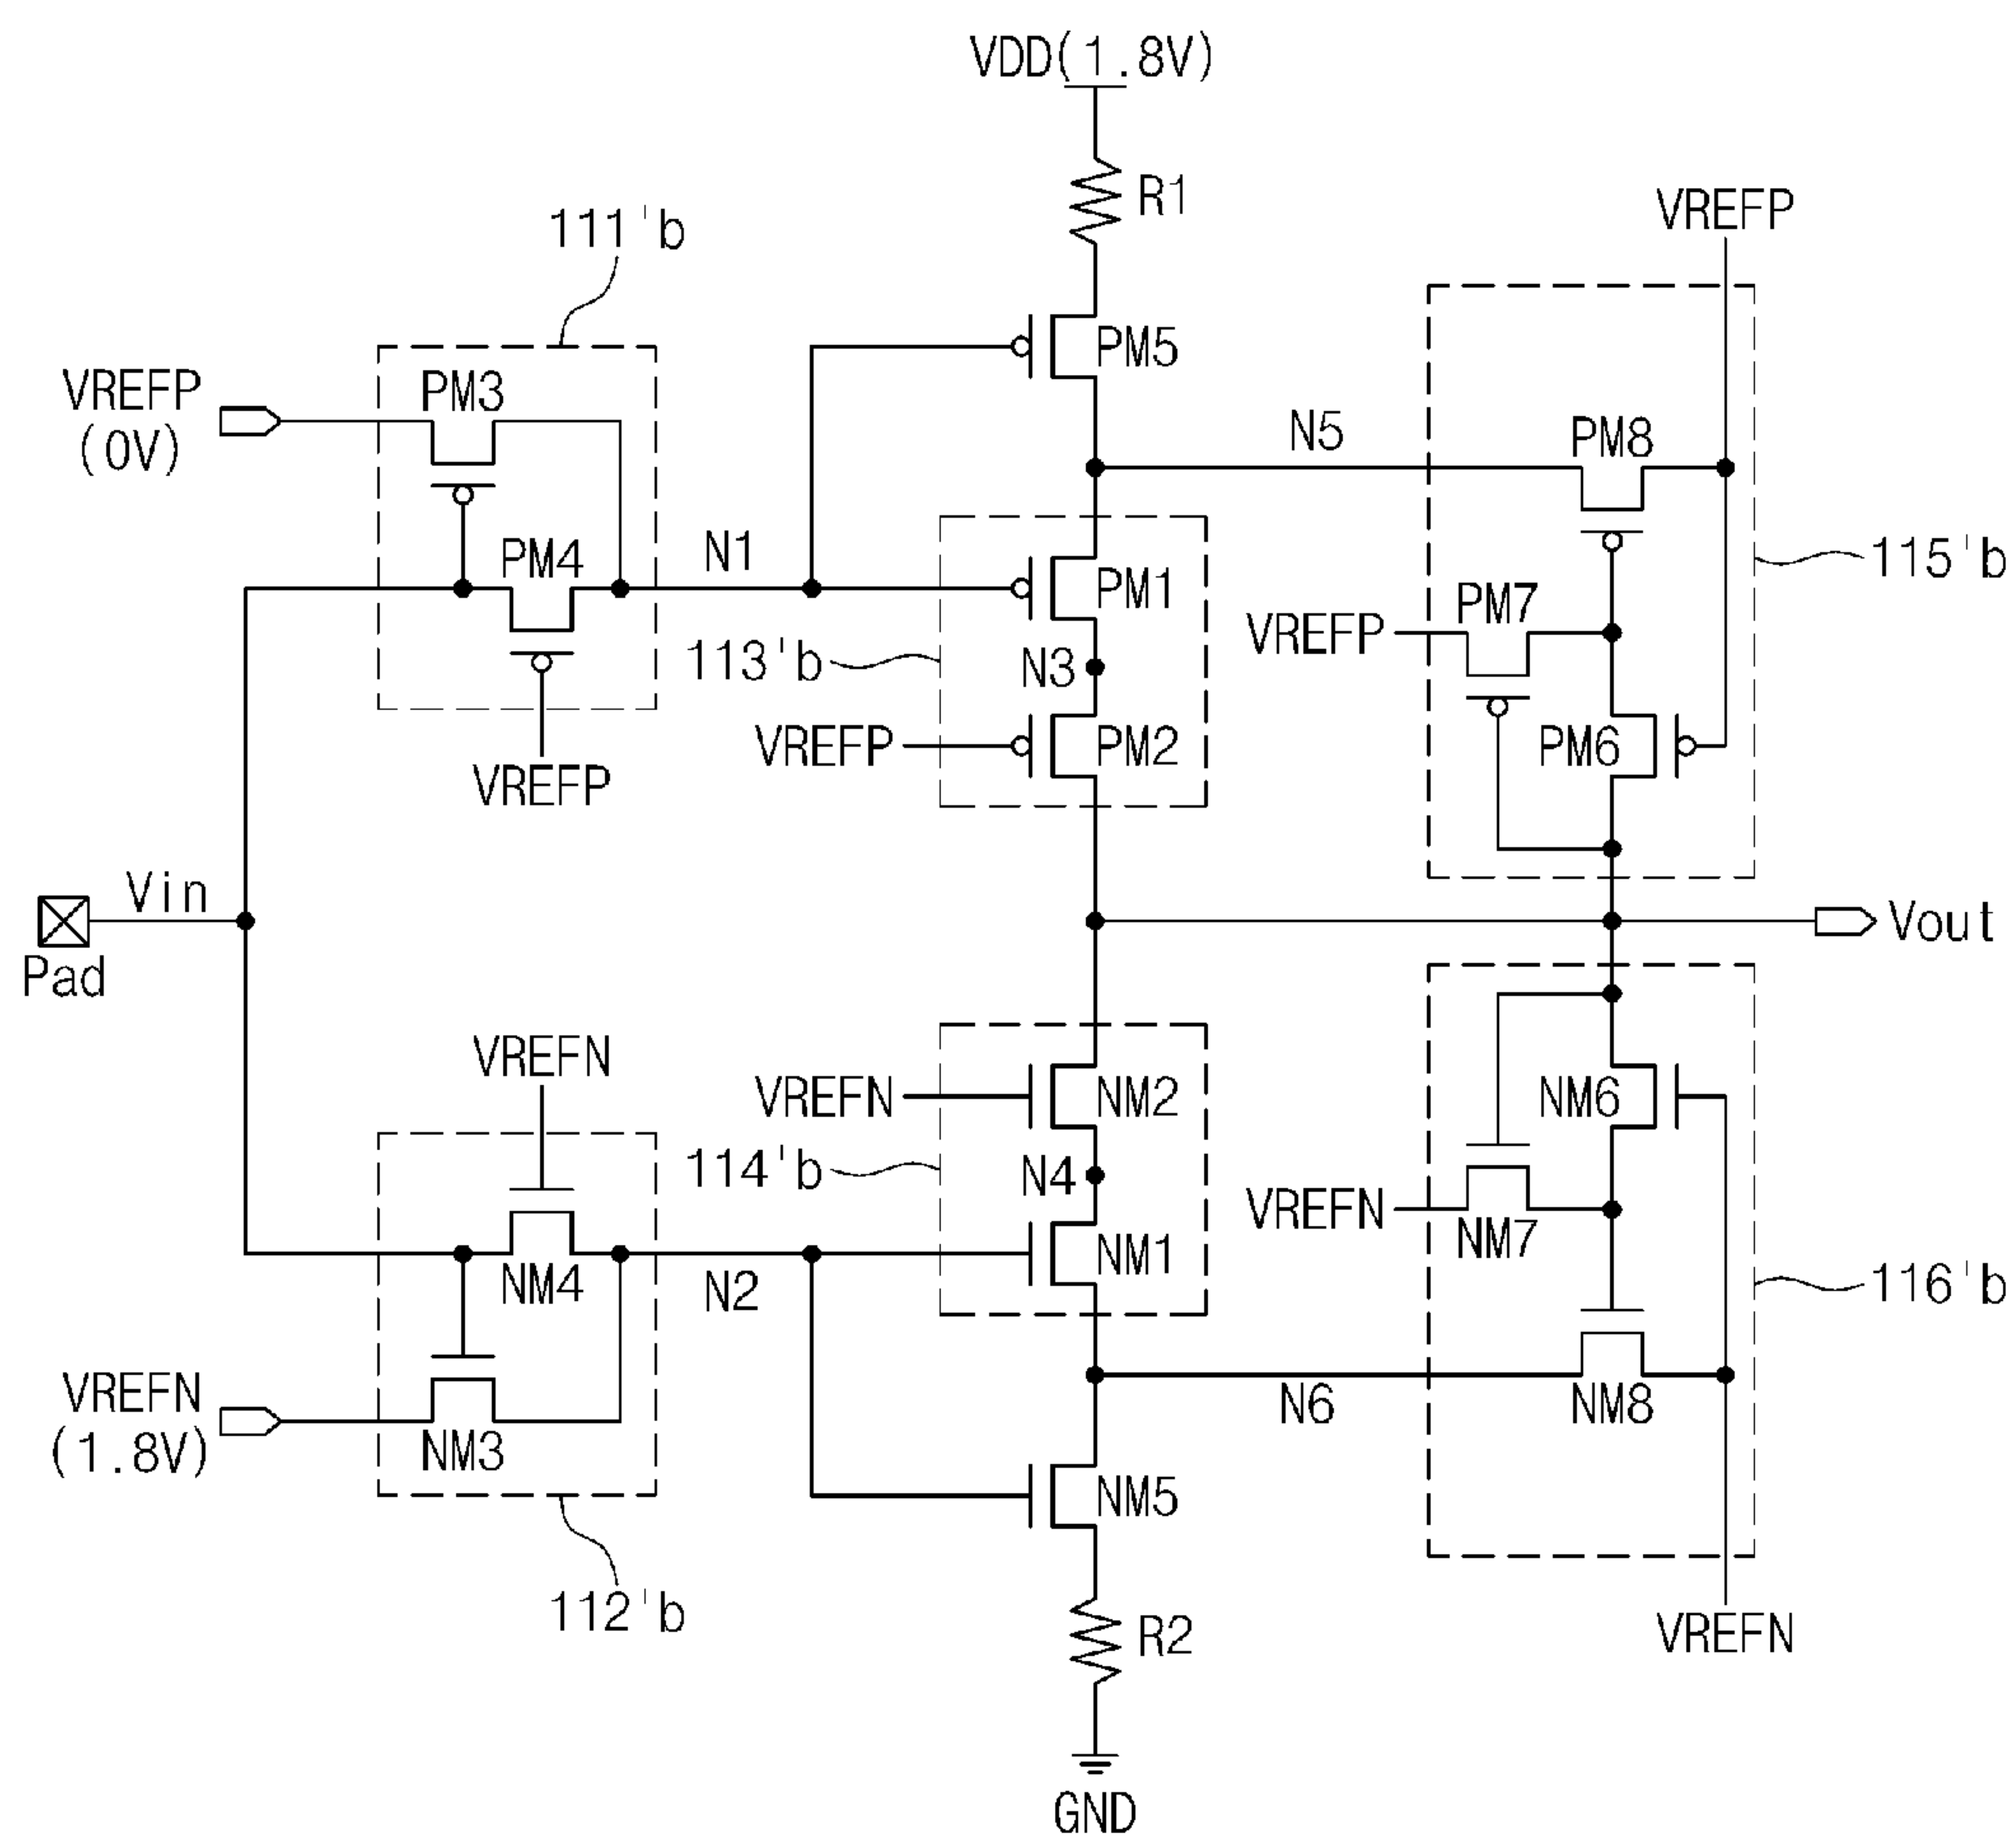 VDD(1.8V)
R1
VREFP
111'b
PM5
VREFP
(0V)
PM3
N5
PM8
PM4
N1
PM1
115'b
PM7
VREFP
113'b
N3
VREFP
PM2
PM6
VREFP
Vin
Vout
Pad
VREFN
VREFN
NM2
NM6
114'b
N4
VREFN
NM7
NM1
NM4
N2
116'b
N6
NM8
VREFN
(1.8V)
NM3
NM5
112'b
R2
VREFN
GND